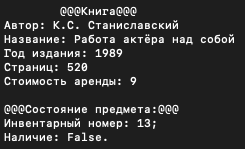 @@@Книга@@@
Автор: К.С. Станиславский
Название: Работа актёра над собой
Год издания: 1989
Страниц: 520
Стоимость аренды: 9
@@@Состояние предмета:@@@
Инвентарный номер: 13;
Наличие: False.